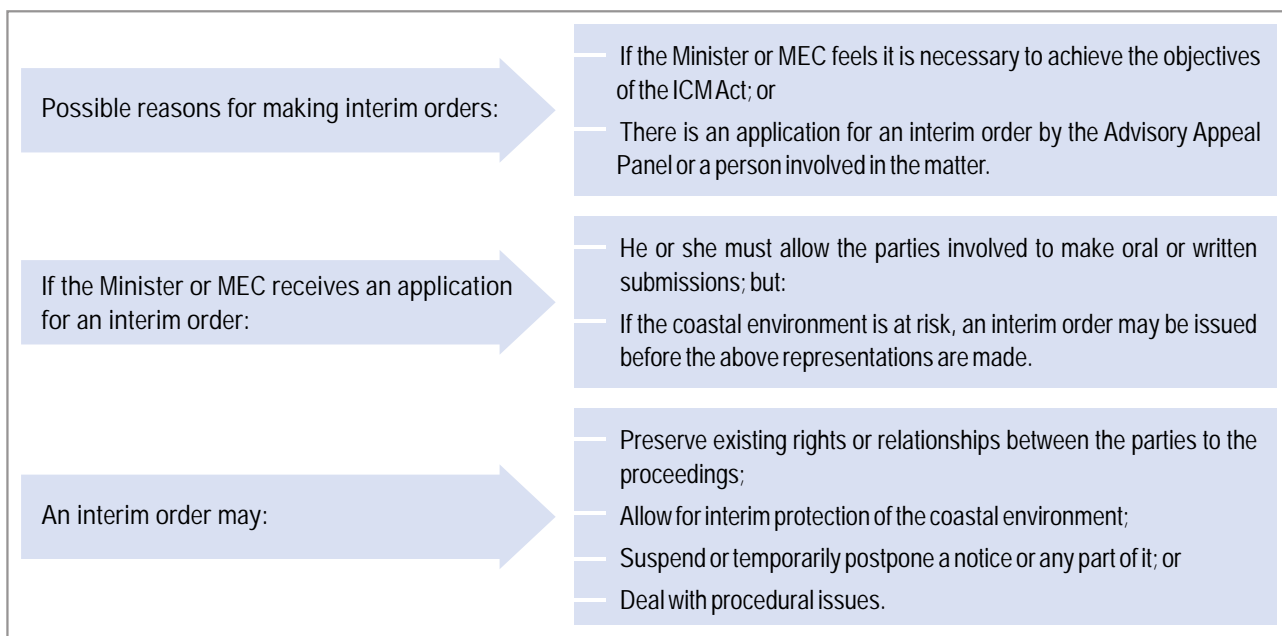 Possible reasons for making interim orders:
If the Minister or MEC feels it is necessary to achieve the objectives
of the ICM Act; or
There is an application for an interim order by the Advisory Appeal
Panel or a person involved in the matter.
If the Minister or MEC receives an application
for an interim order:
He or she must allow the parties involved to make oral or written
submissions; but:
If the coastal environment is at risk, an interim order may be issued
before the above representations are made.
An interim order may:
Preserve existing rights or relationships between the parties to the
proceedings;
Allow for interim protection of the coastal environment;
Suspend or temporarily postpone a notice or any part of it; or
Deal with procedural issues.